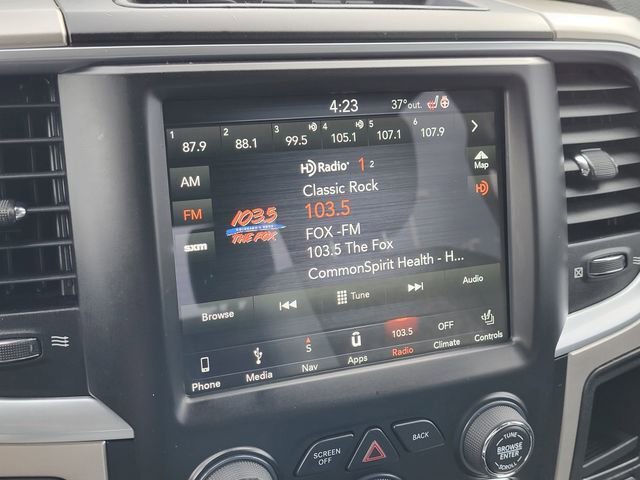 4:23 37° out.
1 87.9 2 88.1 3 99.5 4 105.1 5 107.1 6 107.9
AM
FM
sxm
HD Radio 1 2
Classic Rock
103.5
FOX -FM
103.5 The Fox
CommonSpirit Health - H...
103.5
THE FOX
Map
Browse Tune Audio
Phone Media S Nav Apps 103.5 Radio OFF Climate Controls
SCREEN OFF
BACK
TUNE
BROWSE
ENTER
SCROLL